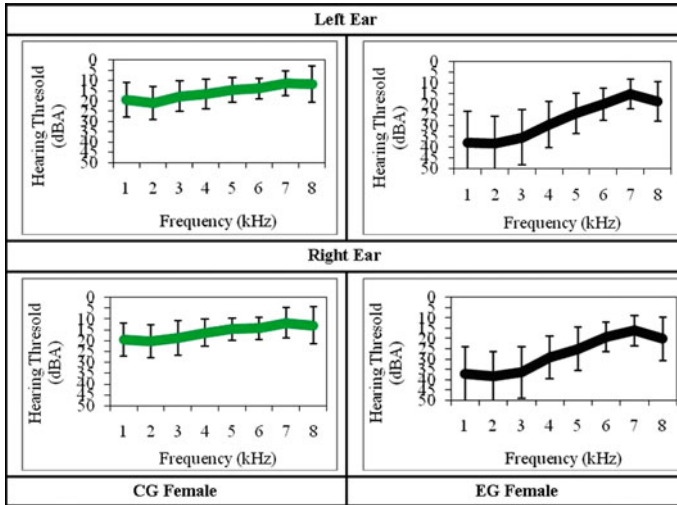 Left Ear
Hearing Thresold
(dBA)
0
5
10
15
20
25
30
35
40
45
50
1 2 3 4 5 6 7 8
Frequency (kHz)
Hearing Thresold
(dBA)
0
5
10
15
20
25
30
35
40
45
50
1 2 3 4 5 6 7 8
Frequency (kHz)
Right Ear
Hearing Thresold
(dBA)
0
5
10
15
20
25
30
35
40
45
50
1 2 3 4 5 6 7 8
Frequency (kHz)
Hearing Thresold
(dBA)
0
5
10
15
20
25
30
35
40
45
50
1 2 3 4 5 6 7 8
Frequency (kHz)
CG Female
EG Female